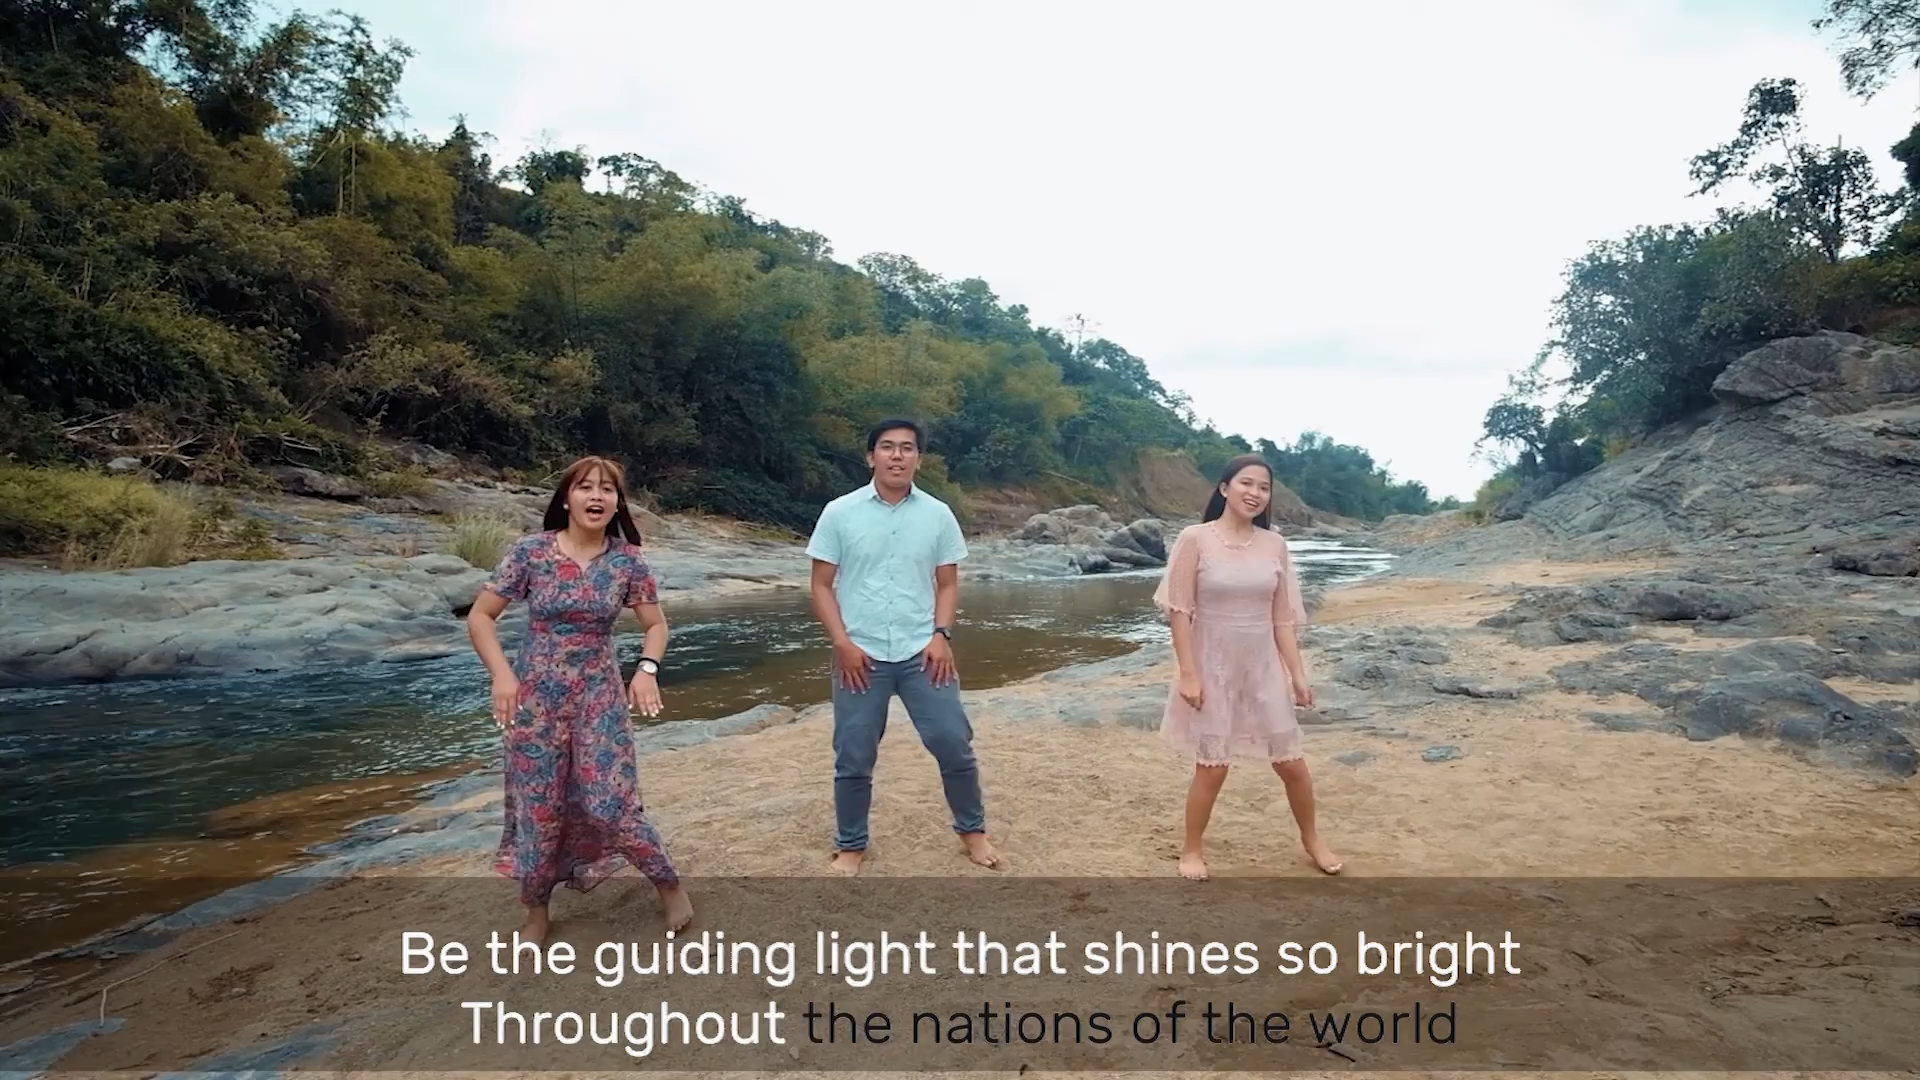 Be the guiding light that shines so bright
Throughout the nations of the world